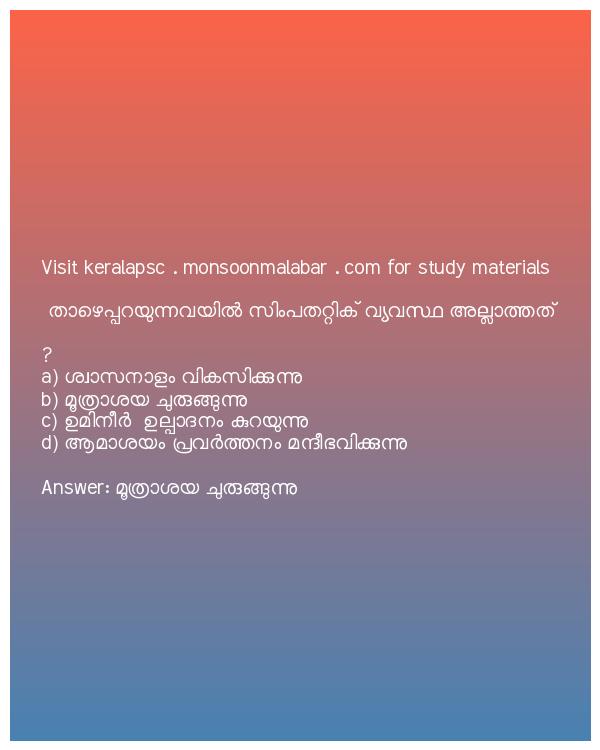 Visit keralapsc . monsoonmalabar . com for study materials
താഴെപ്പറയുന്നവയിൽ സിംപതറ്റിക് വ്യവസ്ഥ അല്ലാത്തത്
?
a) ശ്വാസനാളം വികസിക്കുന്നു
b) മൂത്രാശയ ചുരുങ്ങുന്നു
c) ഉമിനീർ ഉല്പാദനം കുറയുന്നു
d) ആമാശയം പ്രവർത്തനം മന്ദീഭവിക്കുന്നു
Answer: മൂത്രാശയ ചുരുങ്ങുന്നു